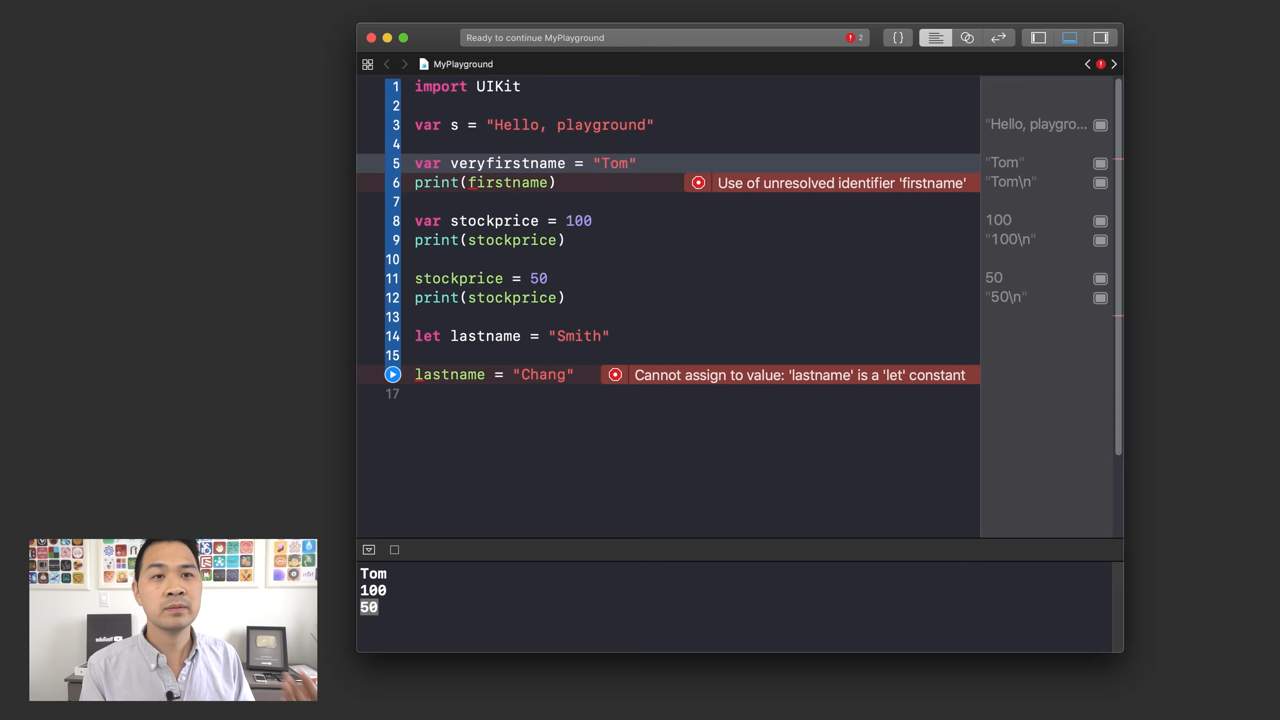 Ready to continue MyPlayground
2
{}
MyPlayground
1 import UIKit
2
3 var s = "Hello, playground"
"Hello, playgro...
4
5 var veryfirstname = "Tom"
"Tom"
6 print(firstname)
Use of unresolved identifier 'firstname'
"Tom\n"
7
8 var stockprice = 100
100
9 print(stockprice)
"100\n"
10
11 stockprice = 50
50
12 print(stockprice)
"50\n"
13
14 let lastname = "Smith"
15
lastname = "Chang"
Cannot assign to value: 'lastname' is a 'let' constant
17
Tom
100
50